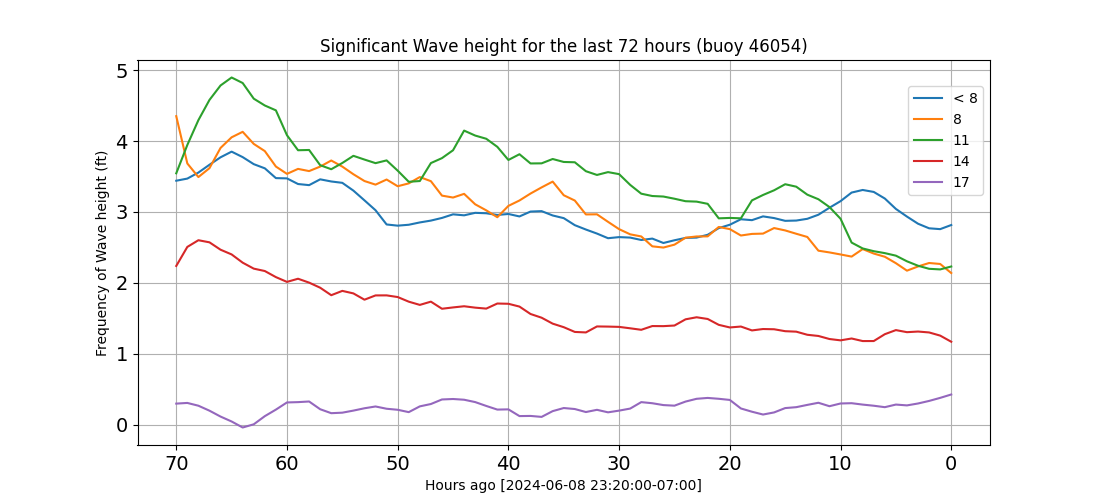 Significant Wave height for the last 72 hours (buoy 46054)
Frequency of Wave height (ft)
5
4
3
2
1
0
< 8
8
11
14
17
70 60 50 40 30 20 10 0
Hours ago [2024-06-08 23:20:00-07:00]